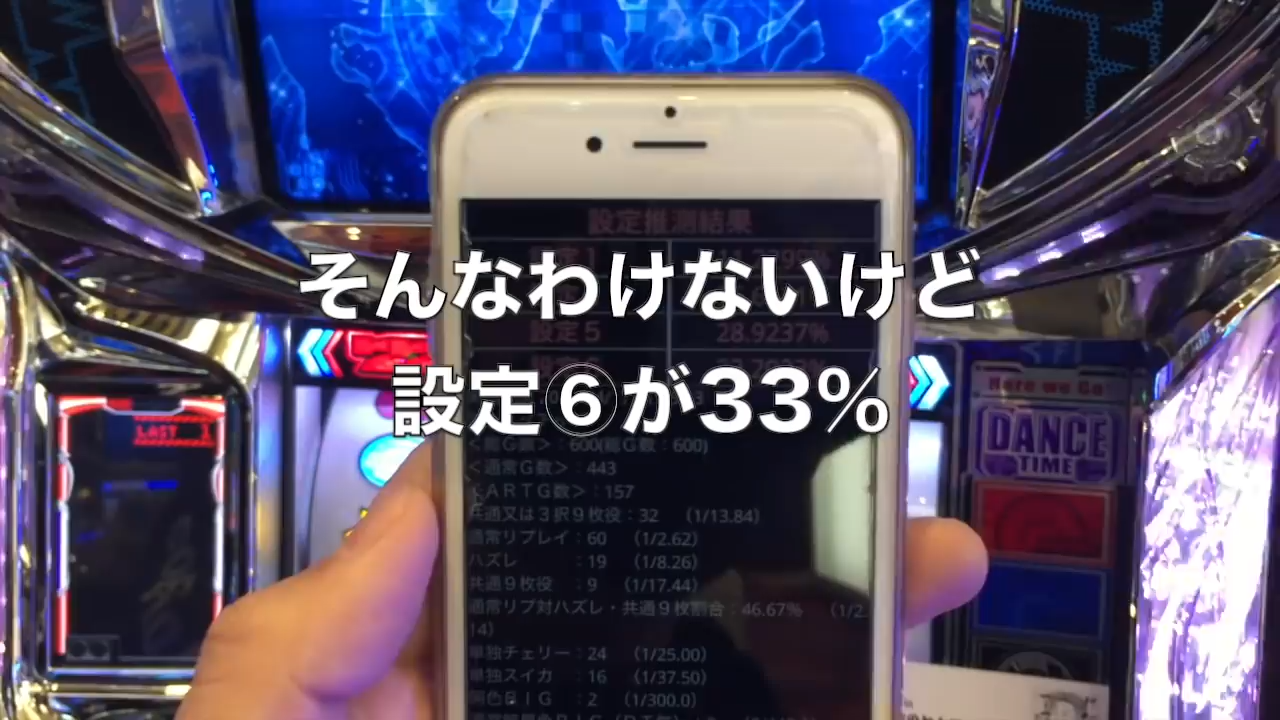 設定推測結果
そんなわけないけど
設定5 28.9237%
設定⑥が33%
<総G数>:600(総G数:600)
<通常G数>:443
<ARTG数>:157
共通又は3択9枚役:32 (1/13.84)
通常リプレイ:60 (1/2.62)
ハズレ :19 (1/8.26)
共通9枚役:9 (1/17.44)
通常リプ対ハズレ・共通9枚割合:46.67% (1/2.
14)
単独チェリー:24 (1/25.00)
単独スイカ :16 (1/37.50)
同色BIG :2 (1/300.0)
LAST 1
Here we Go
DANCE
TIME